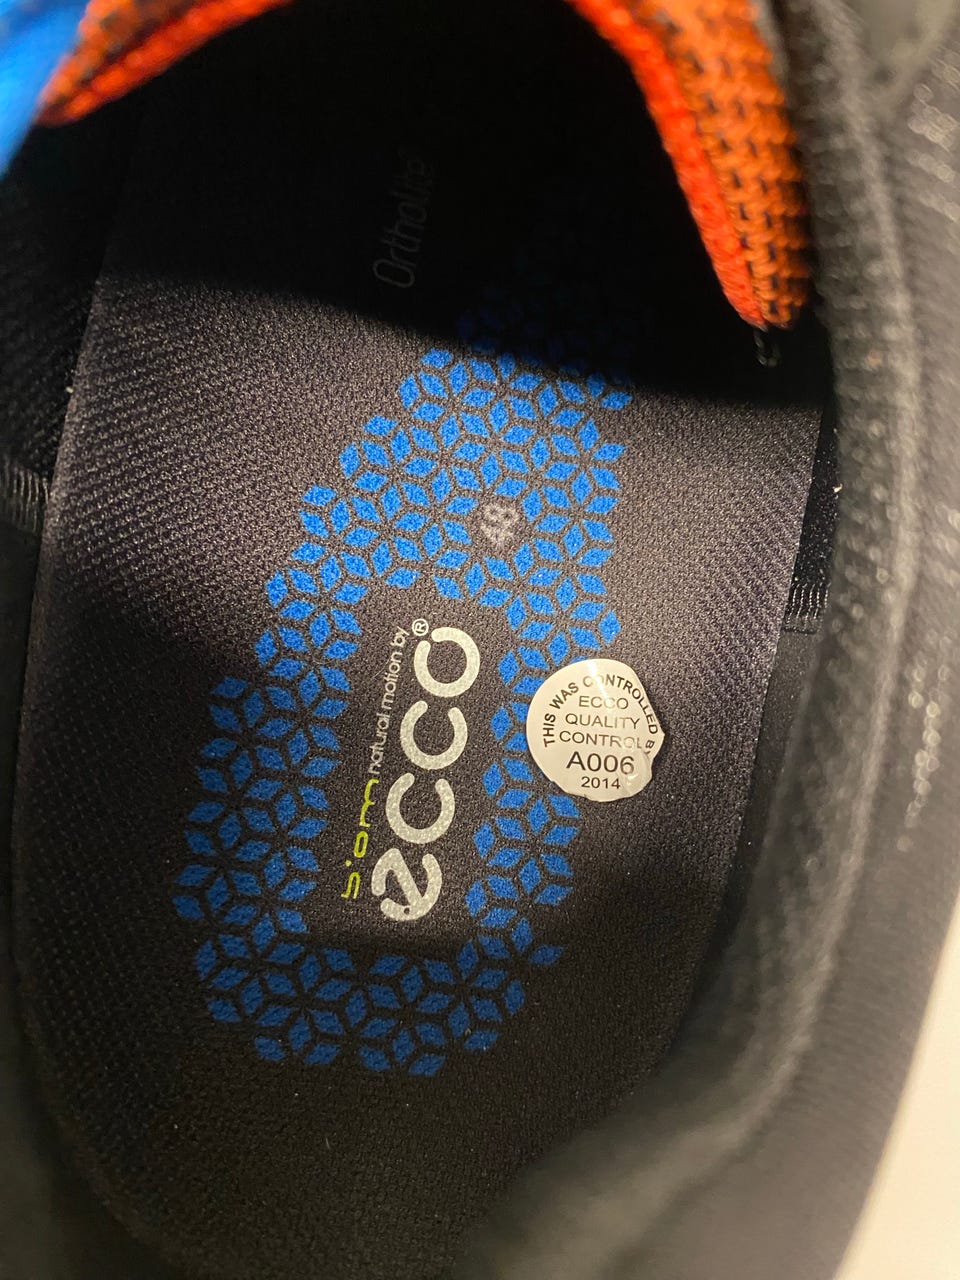 Ortholite®
48
biom natural motion by
ecco®
THIS WAS CONTROLLED BY
ECCO
QUALITY
CONTROL
A006
2014